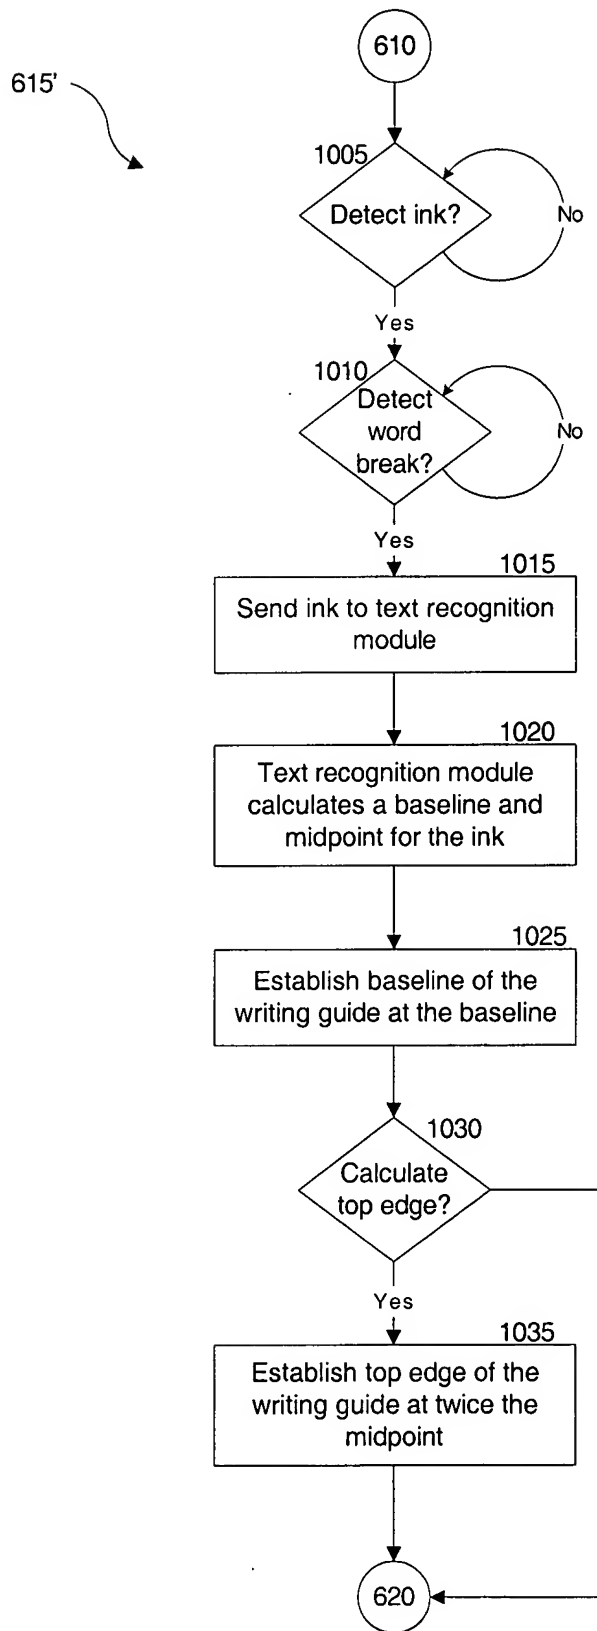 610
615'
1005
Detect ink?
No
Yes
1010
Detect
word
break?
No
Yes
1015
Send ink to text recognition
module
1020
Text recognition module
calculates a baseline and
midpoint for the ink
1025
Establish baseline of the
writing guide at the baseline
1030
Calculate
top edge?
Yes
1035
Establish top edge of the
writing guide at twice the
midpoint
620